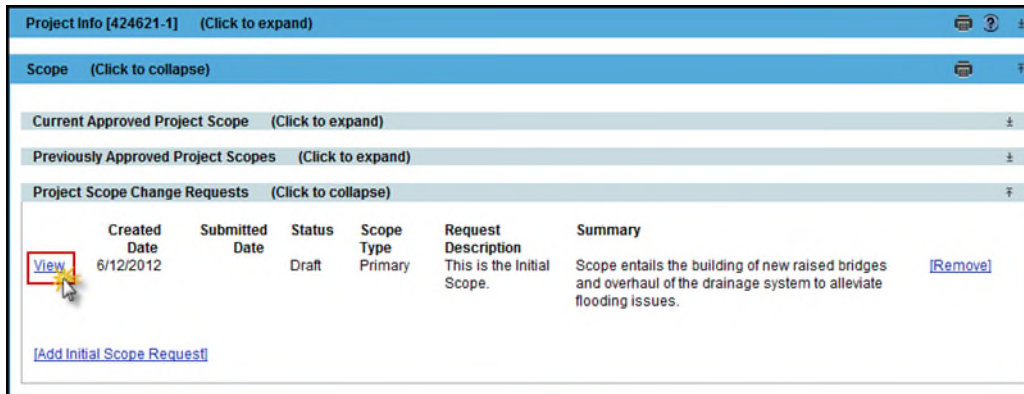 Project Info [424621-1] (Click to expand)
Scope (Click to collapse)
Current Approved Project Scope (Click to expand)
Previously Approved Project Scopes (Click to expand)
Project Scope Change Requests (Click to collapse)
Created Date Submitted Date Status Scope Type Request Description Summary
View 6/12/2012 Draft Primary This is the Initial Scope. Scope entails the building of new raised bridges and overhaul of the drainage system to alleviate flooding issues. [Remove]
[Add Initial Scope Request]